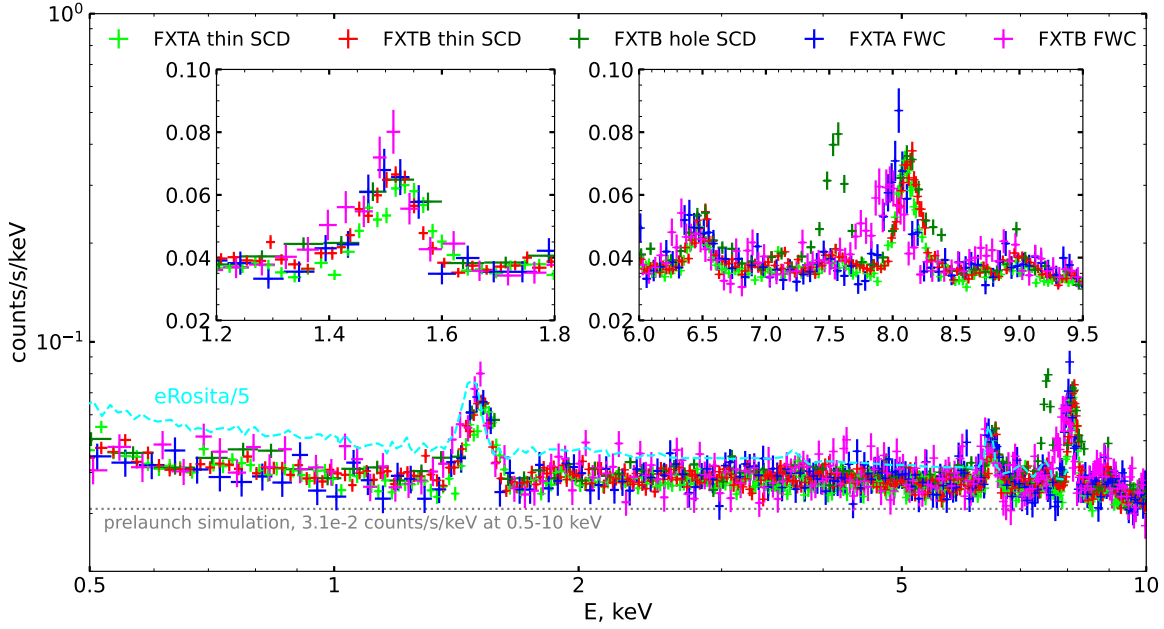 10⁰
FXTA thin SCD FXTB thin SCD FXTB hole SCD FXTA FWC FXTB FWC
0.10
0.08
0.06
0.04
0.02
1.2 1.4 1.6 1.8
0.10
0.08
0.06
0.04
0.02
6.0 6.5 7.0 7.5 8.0 8.5 9.0 9.5
counts/s/keV
10⁻¹
eRosita/5
prelaunch simulation, 3.1e-2 counts/s/keV at 0.5-10 keV
0.5 1 2 5 10
E, keV